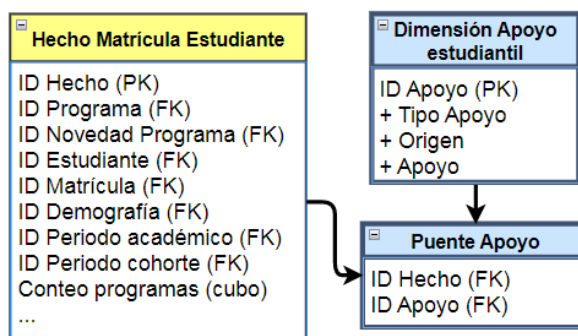 Hecho Matrícula Estudiante
ID Hecho (PK)
ID Programa (FK)
ID Novedad Programa (FK)
ID Estudiante (FK)
ID Matrícula (FK)
ID Demografía (FK)
ID Periodo académico (FK)
ID Periodo cohorte (FK)
Conteo programas (cubo)
...
Dimensión Apoyo
estudiantil
ID Apoyo (PK)
+ Tipo Apoyo
+ Origen
+ Apoyo
Puente Apoyo
ID Hecho (FK)
ID Apoyo (FK)